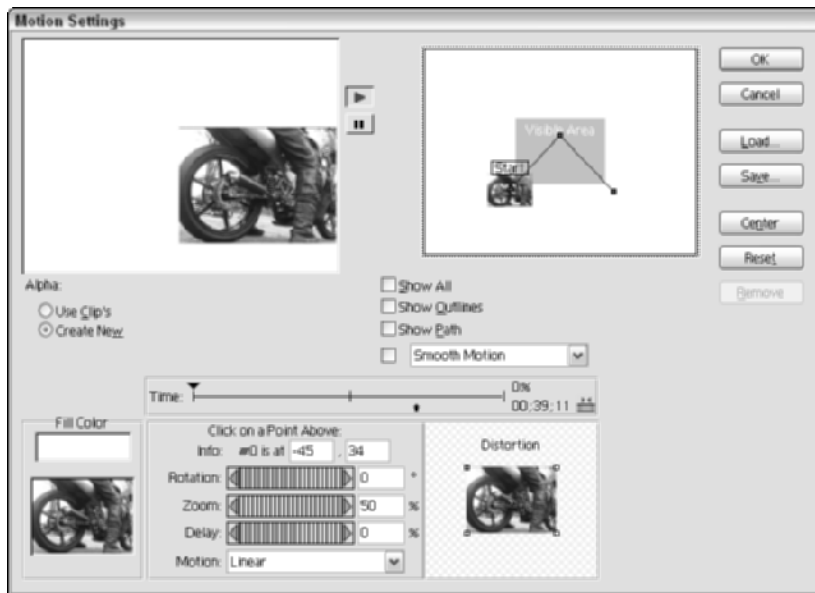 Motion Settings
OK
Cancel
Load...
Save...
Center
Reset
Remove
Visible Area
Start
Alpha:
Use Clip's
Create New
Show All
Show Outlines
Show Path
Smooth Motion
Time:
0%
00;39;11
Fill Color
Click on a Point Above:
Info: #0 is at -45 , 34
Rotation: 0 °
Zoom: 50 %
Delay: 0 %
Motion: Linear
Distortion